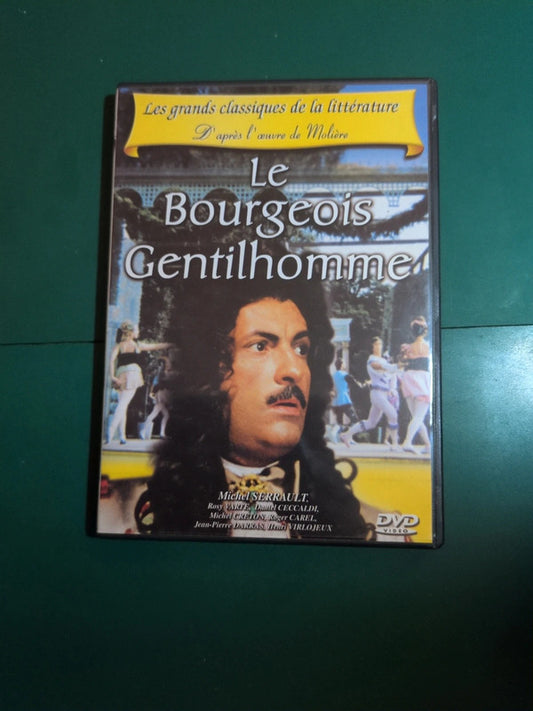 Les grands classiques de la littérature
D'après l'œuvre de Molière
Le
Bourgeois
Gentilhomme
Michel SERRAULT.
Rosy VARTE, Daniel CECCALDI,
Michel CRETON, Roger CAREL,
Jean-Pierre DARRAS, Henri VIRLOJEUX
DVD
VIDEO